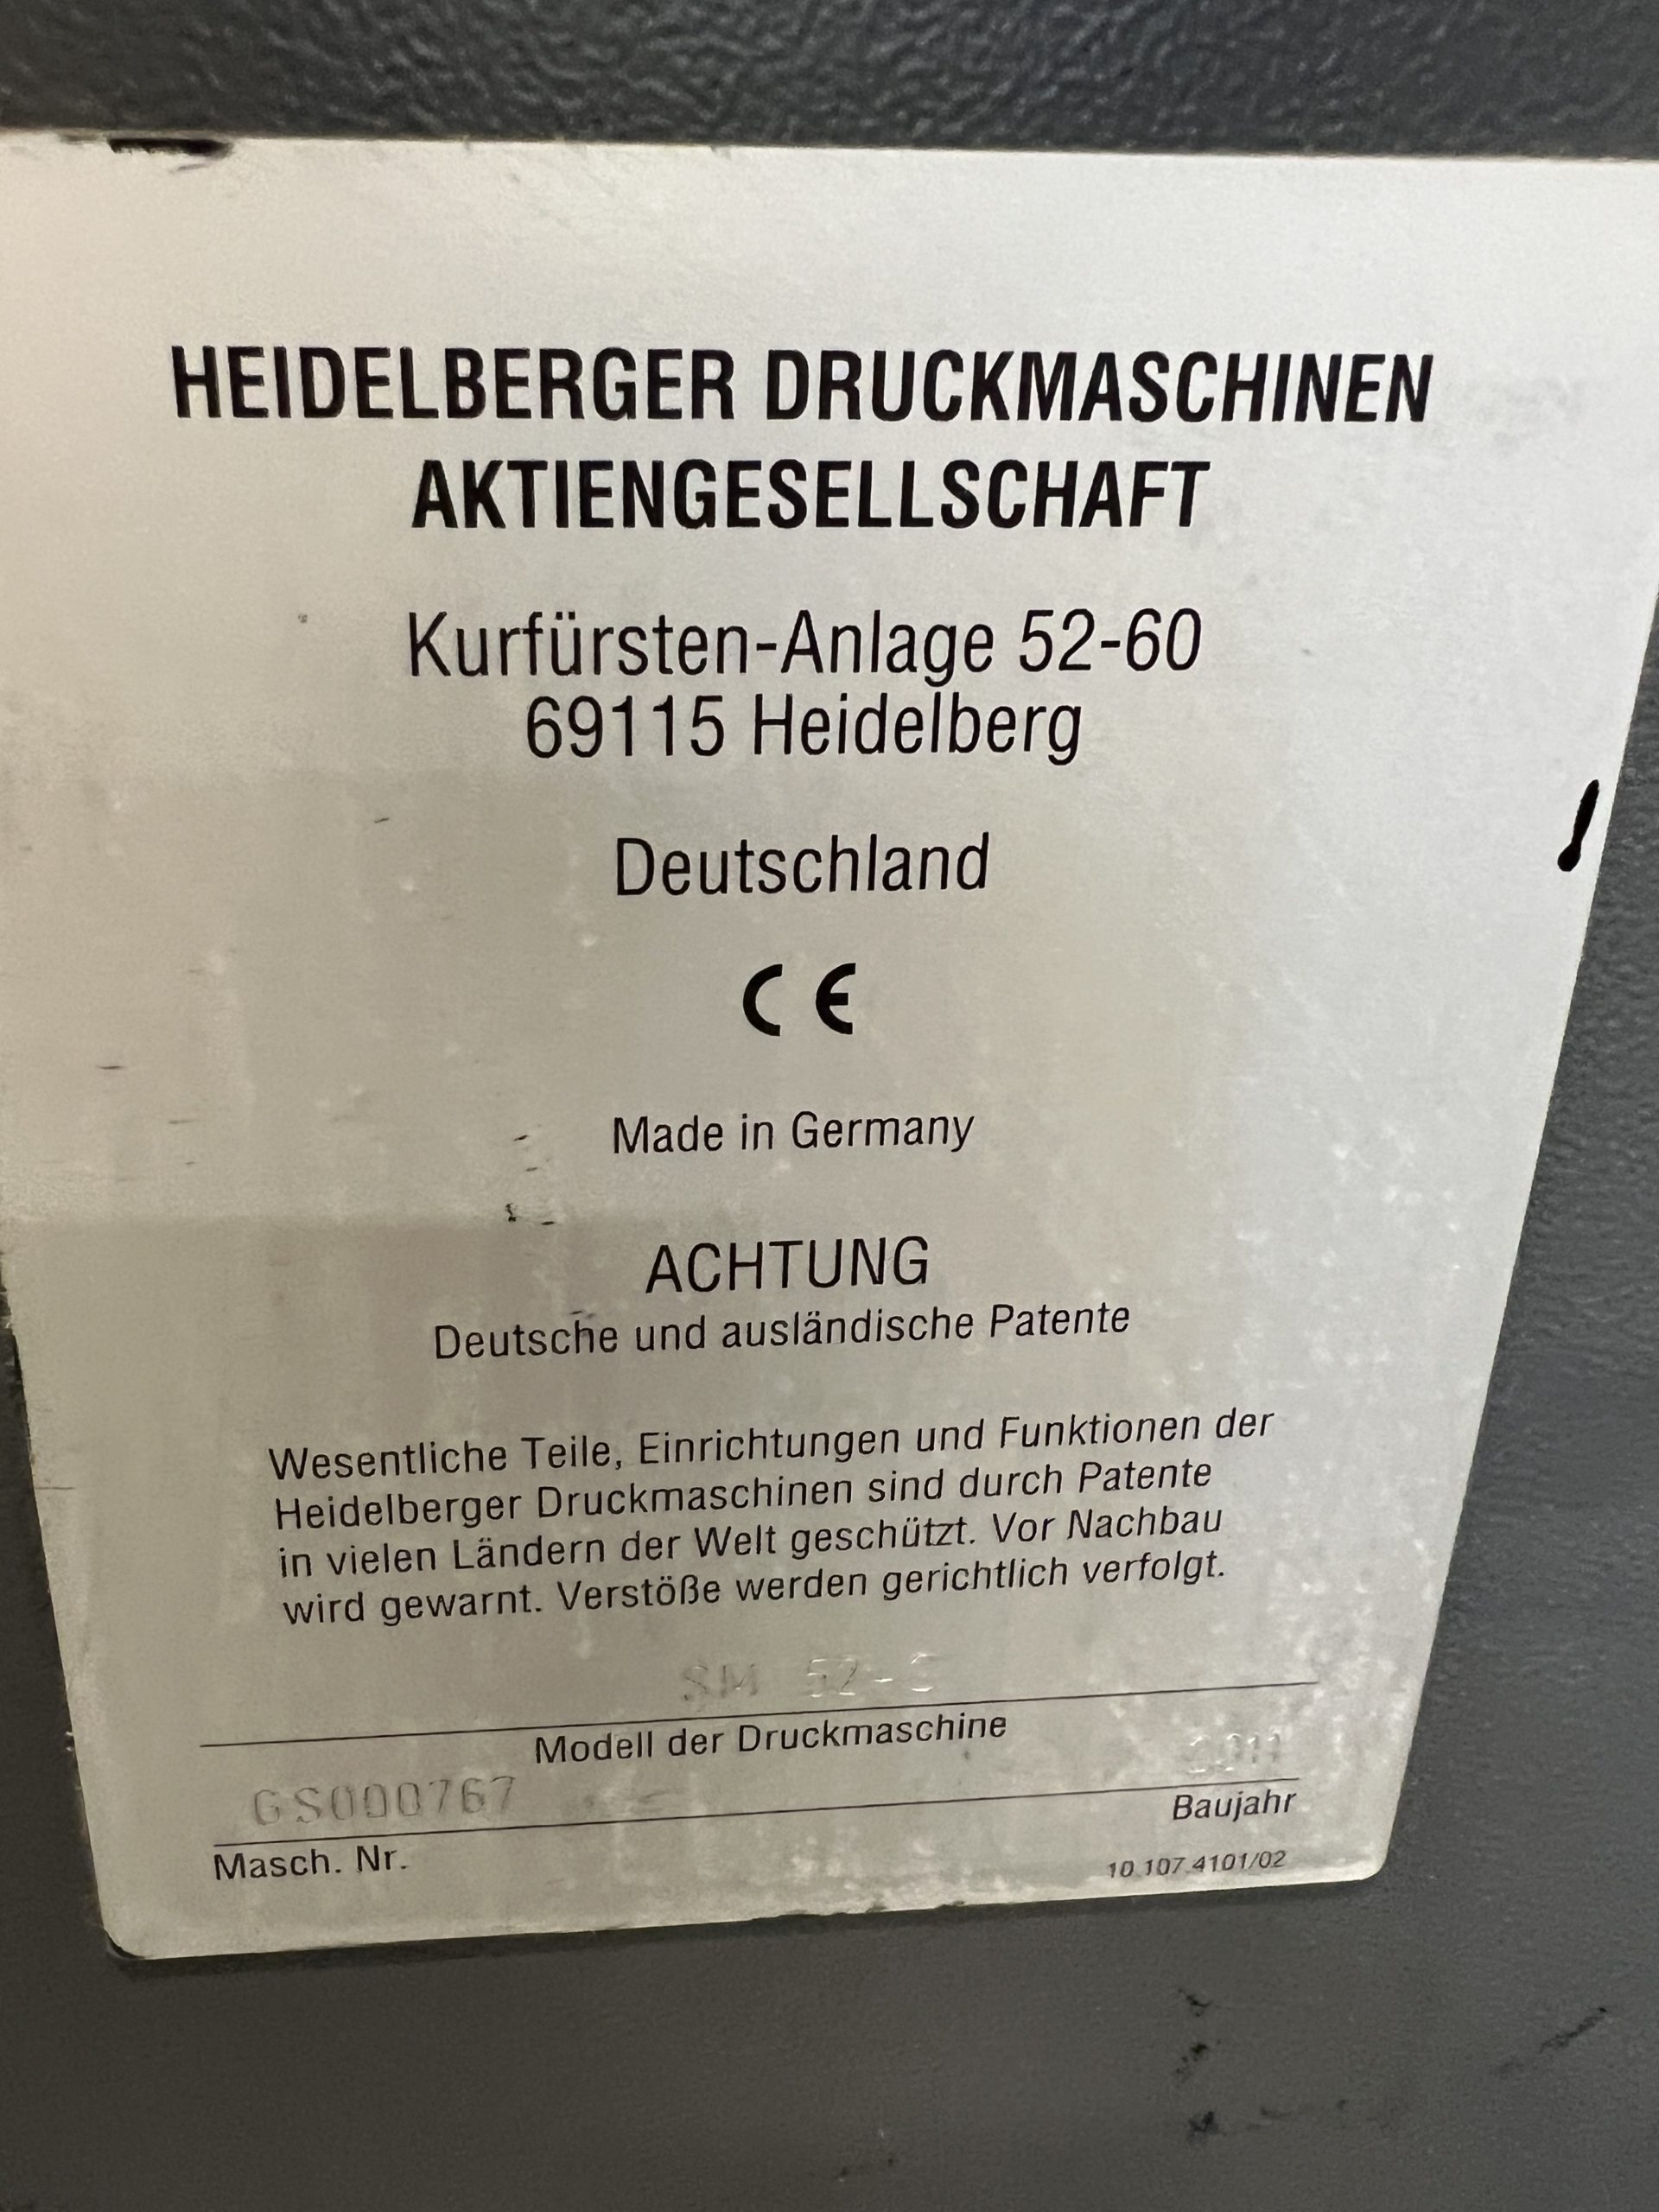 HEIDELBERGER DRUCKMASCHINEN
AKTIENGESELLSCHAFT
Kurfürsten-Anlage 52-60
69115 Heidelberg
Deutschland
CE
Made in Germany
ACHTUNG
Deutsche und ausländische Patente
Wesentliche Teile, Einrichtungen und Funktionen der
Heidelberger Druckmaschinen sind durch Patente
in vielen Ländern der Welt geschützt. Vor Nachbau
wird gewarnt. Verstöße werden gerichtlich verfolgt.
SM
Modell der Druckmaschine
GS000767 2011
Masch. Nr. Baujahr
10.107.4101/02